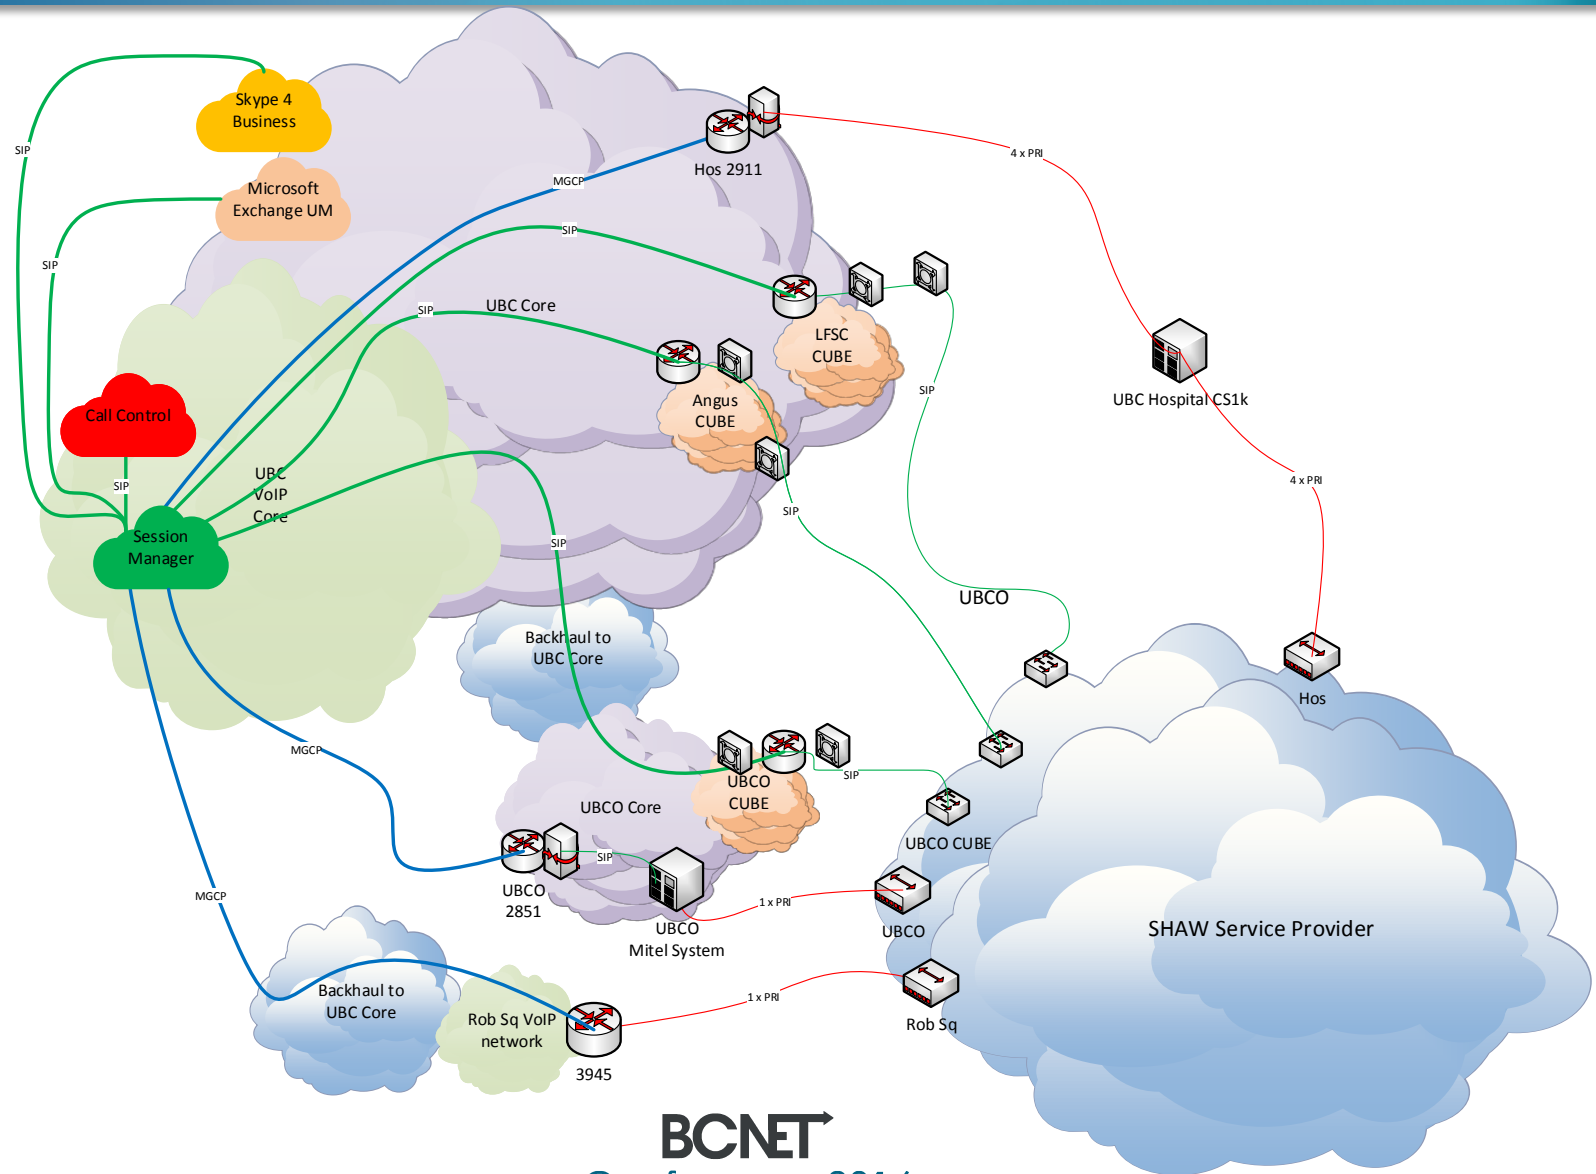 Skype 4
Business
SIP
Microsoft
Exchange UM
SIP
Hos 2911
4 x PRI
MGCP
SIP
UBC Core
SIP
LFSC
CUBE
Angus
CUBE
SIP
UBC Hospital CS1k
Call Control
UBC
VoIP
Core
SIP
4 x PRI
SIP
Session
Manager
SIP
UBCO
Backhaul to
UBC Core
Hos
MGCP
SIP
UBCO
CUBE
UBCO Core
UBCO CUBE
SIP
UBCO
2851
MGCP
1 x PRI
UBCO
UBCO
Mitel System
SHAW Service Provider
Backhaul to
UBC Core
1 x PRI
Rob Sq VoIP
network
Rob Sq
3945
BCNET